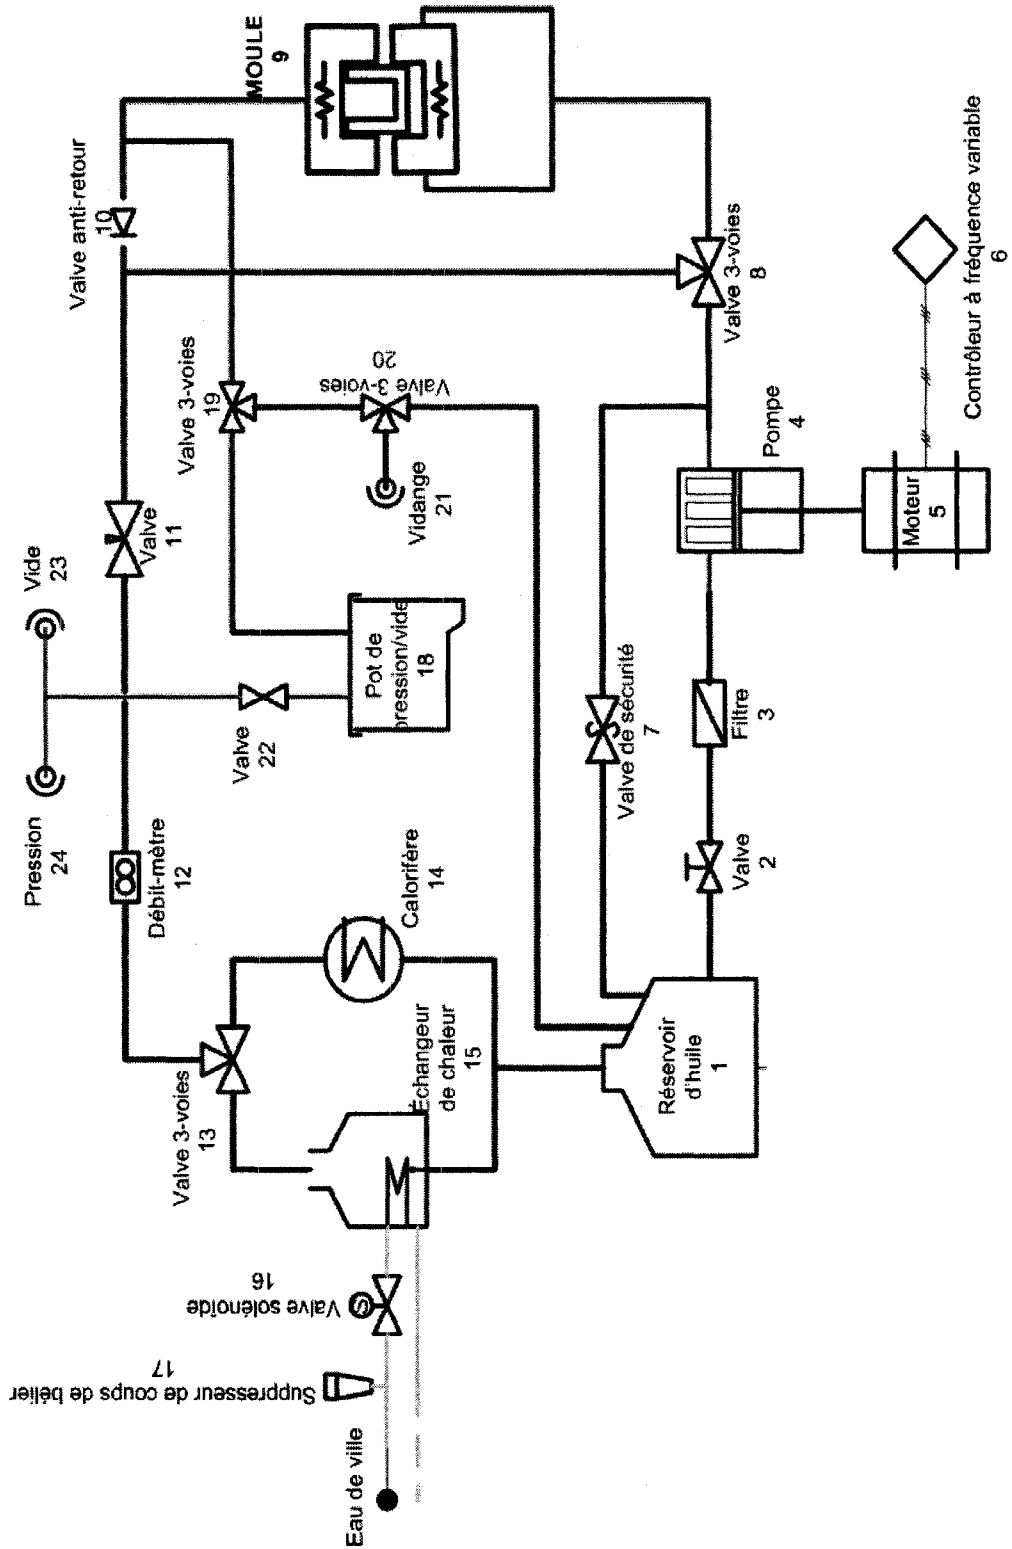 Vide
23
Pression
24
Valve anti-retour
10
MOULE
9
Valve
11
Valve 3-voies
19
Valve 3-voies
20
Vidange
21
Pot de
pression/vide
18
Valve
22
Débit-mètre
12
Valve 3-voies
13
Calorifère
14
Échangeur
de chaleur
15
Valve solénoïde
16
S
Suppresseur de coups de bélier
17
Eau de ville
Réservoir
d'huile
1
Valve
2
Filtre
3
Pompe
4
Moteur
5
Contrôleur à fréquence variable
6
Valve de sécurité
7
Valve 3-voies
8